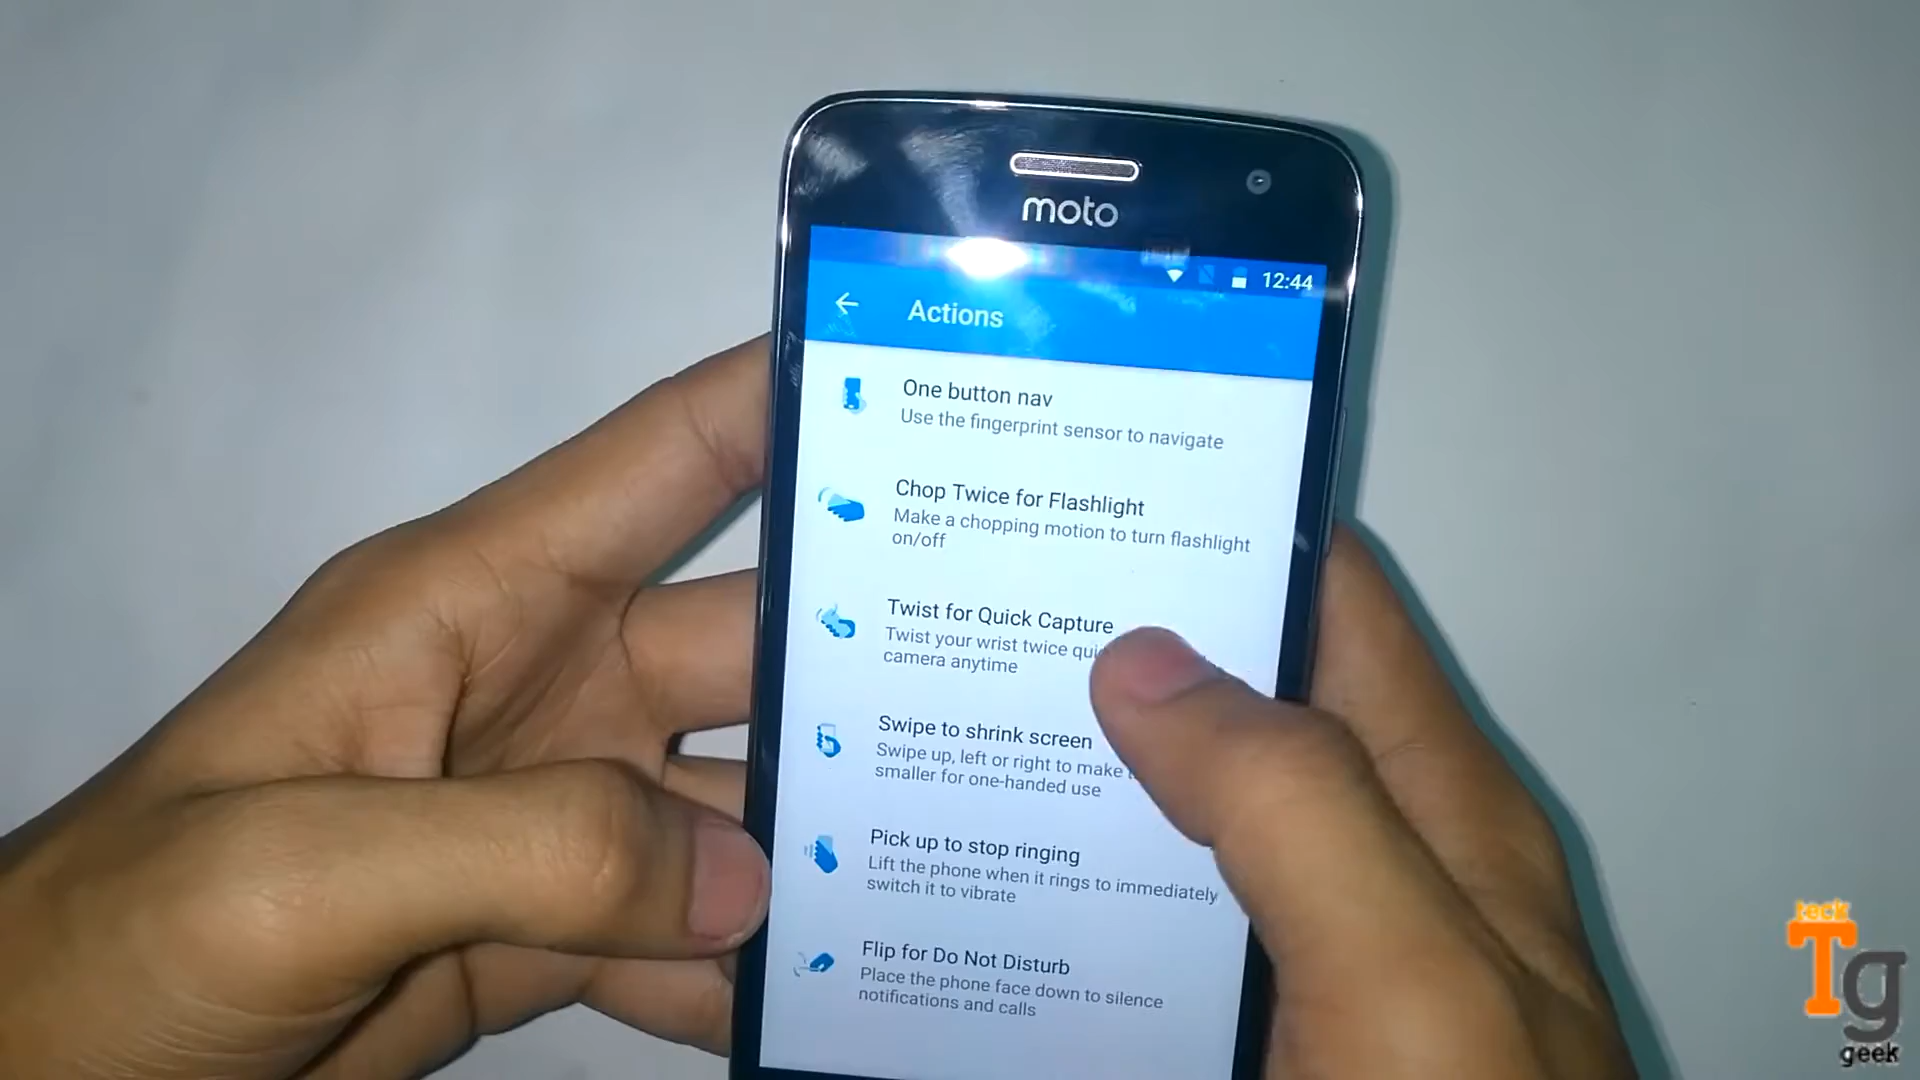 moto
12:44
Actions
One button nav
Use the fingerprint sensor to navigate
Chop Twice for Flashlight
Make a chopping motion to turn flashlight
on/off
Twist for Quick Capture
Twist your wrist twice
camera anytime
Swipe to shrink screen
Swipe up, left or right to make
smaller for one-handed use
Pick up to stop ringing
Lift the phone when it rings to immediately
switch it to vibrate
Flip for Do Not Disturb
Place the phone face down to silence
notifications and calls
teck
Tg
geek